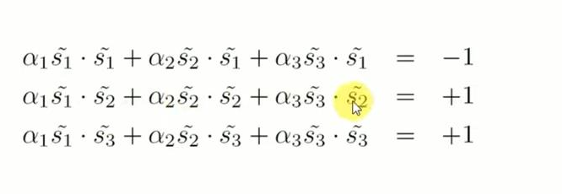 α₁s̃₁ · s̃₁ + α₂s̃₂ · s̃₁ + α₃s̃₃ · s̃₁ = −1
α₁s̃₁ · s̃₂ + α₂s̃₂ · s̃₂ + α₃s̃₃ · s̃₂ = +1
α₁s̃₁ · s̃₃ + α₂s̃₂ · s̃₃ + α₃s̃₃ · s̃₃ = +1